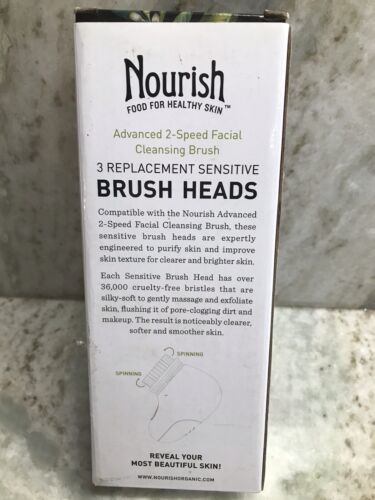 Nourish
FOOD FOR HEALTHY SKIN™
Advanced 2-Speed Facial
Cleansing Brush
3 REPLACEMENT SENSITIVE
BRUSH HEADS
Compatible with the Nourish Advanced
2-Speed Facial Cleansing Brush, these
sensitive brush heads are expertly
engineered to purify skin and improve
skin texture for clearer and brighter skin.
Each Sensitive Brush Head has over
36,000 cruelty-free bristles that are
silky-soft to gently massage and exfoliate
skin, flushing it of pore-clogging dirt and
makeup. The result is noticeably clearer,
softer and smoother skin.
SPINNING
SPINNING
REVEAL YOUR
MOST BEAUTIFUL SKIN!
WWW.NOURISHORGANIC.COM